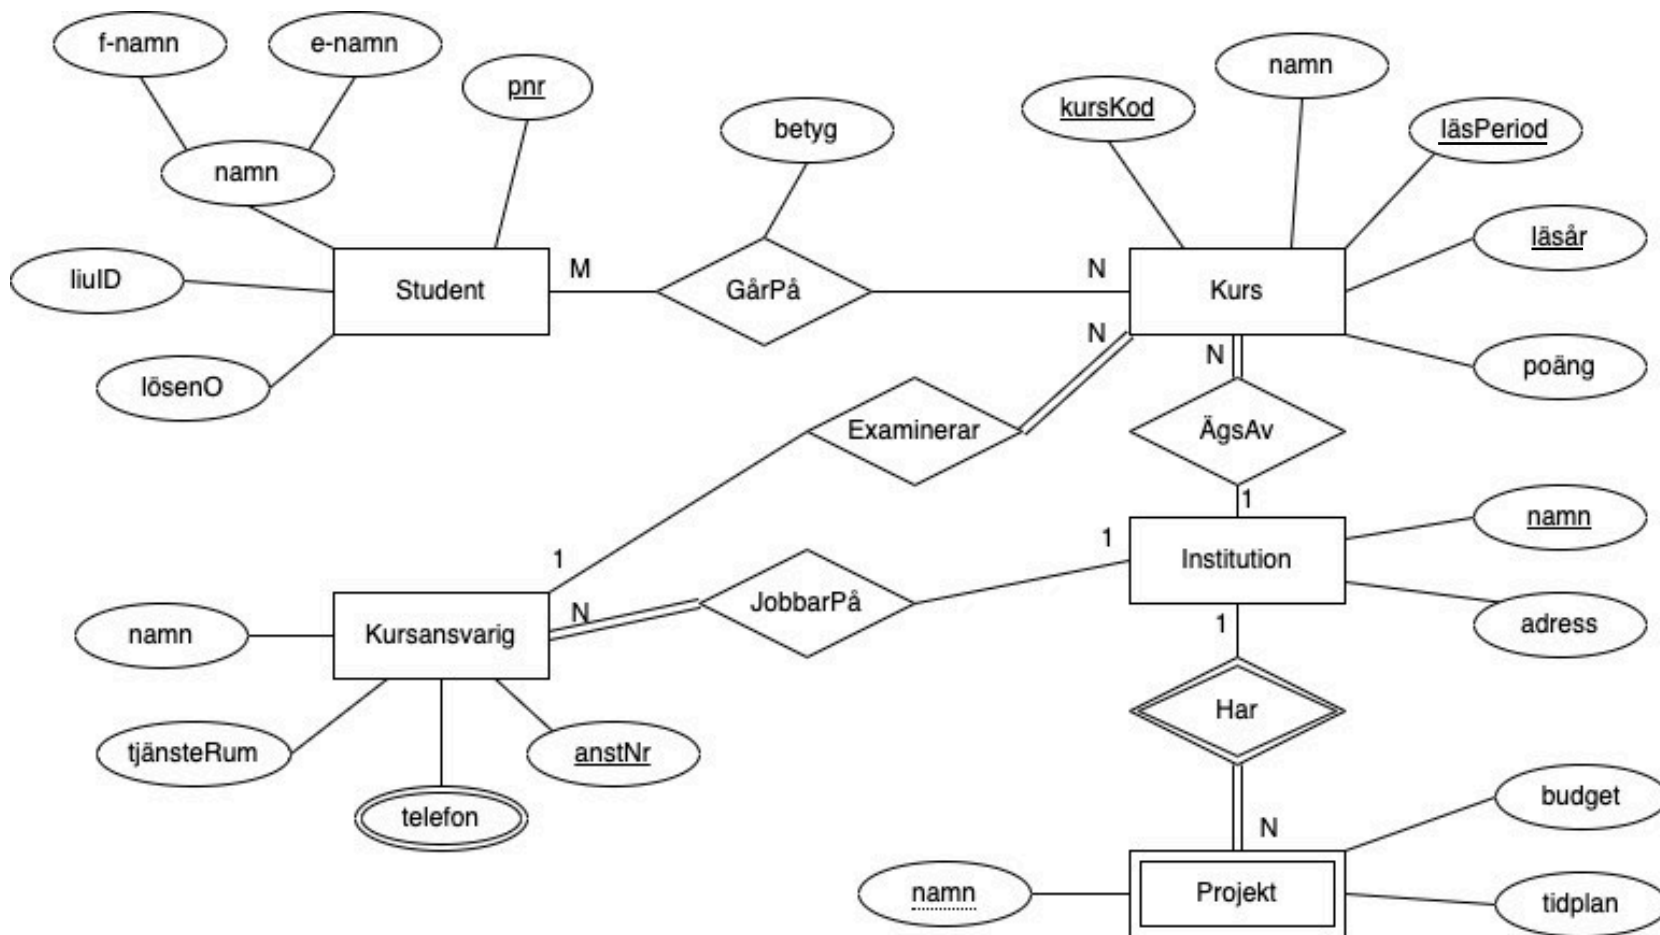 f-namn
e-namn
pnr
namn
kursKod
namn
läsPeriod
betyg
liuID
Student
M
GårPå
N
Kurs
läsår
lösenO
N
N
poäng
Examinerar
ÄgsAv
1
1
1
Institution
namn
namn
Kursansvarig
N
JobbarPå
1
adress
tjänsteRum
anstNr
Har
telefon
N
budget
namn
Projekt
tidplan